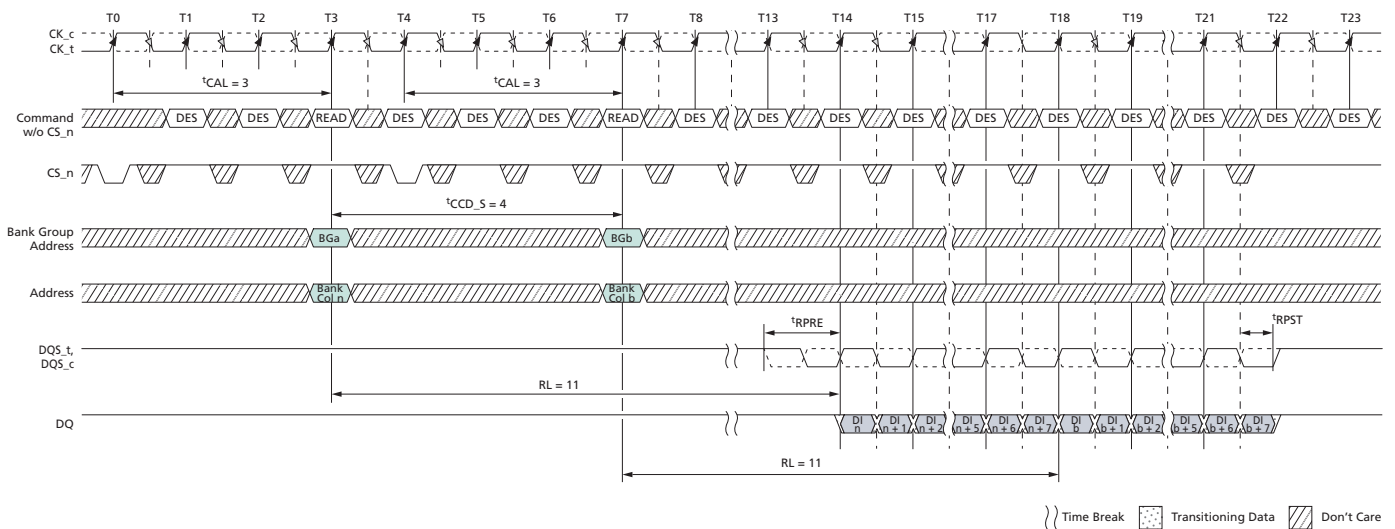 T0 T1 T2 T3 T4 T5 T6 T7 T8 T13 T14 T15 T17 T18 T19 T21 T22 T23
CK_c
CK_t
tCAL = 3 tCAL = 3
Command
w/o CS_n
DES DES READ DES DES DES READ DES DES DES DES DES DES DES DES DES DES
CS_n
tCCD_S = 4
Bank Group
Address
BGa BGb
Address
Bank
Col n
Bank
Col b
tRPRE tRPST
DQS_t,
DQS_c
RL = 11
DQ
DI
n
DI
n + 1
DI
n + 2
DI
n + 5
DI
n + 6
DI
n + 7
DI
b
DI
b + 1
DI
b + 2
DI
b + 5
DI
b + 6
DI
b + 7
RL = 11
Time Break Transitioning Data Don't Care